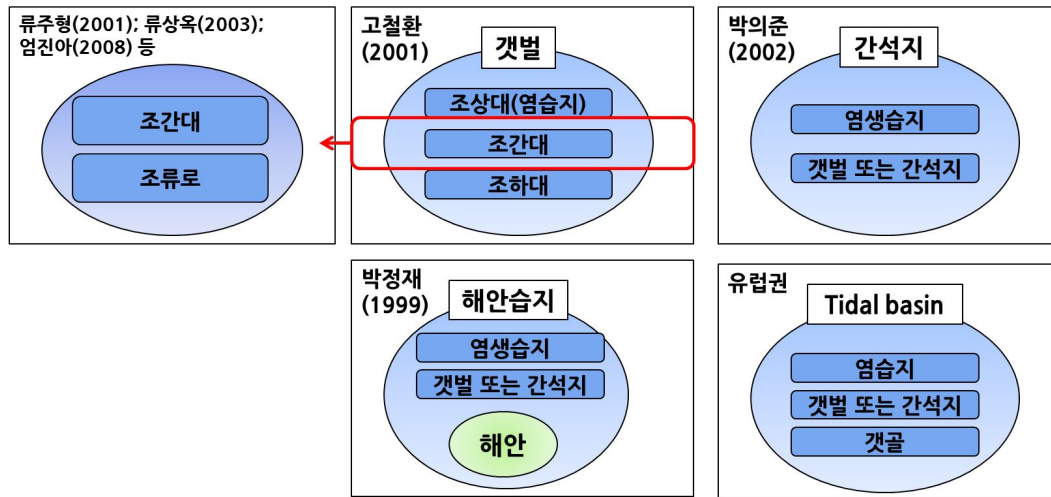 류주형(2001); 류상옥(2003);
엄진아(2008) 등
조간대
조류로
고철환
(2001)
갯벌
조상대(염습지)
조간대
조하대
박의준
(2002)
간석지
염생습지
갯벌 또는 간석지
박정재
(1999)
해안습지
염생습지
갯벌 또는 간석지
해안
유럽권
Tidal basin
염습지
갯벌 또는 간석지
갯골